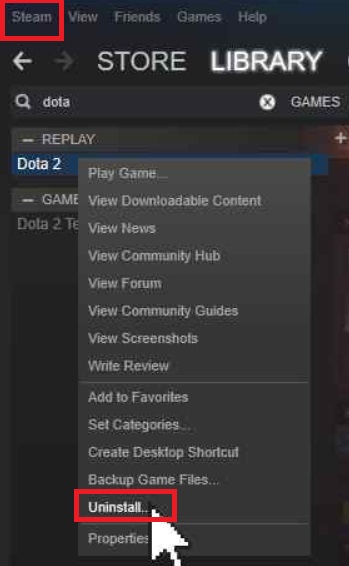 Steam View Friends Games Help
STORE LIBRARY
dota GAMES
REPLAY
Dota 2
GAME
Dota 2 Te
Play Game...
View Downloadable Content
View News
View Community Hub
View Forum
View Community Guides
View Screenshots
Write Review
Add to Favorites
Set Categories...
Create Desktop Shortcut
Backup Game Files...
Uninstall...
Properties